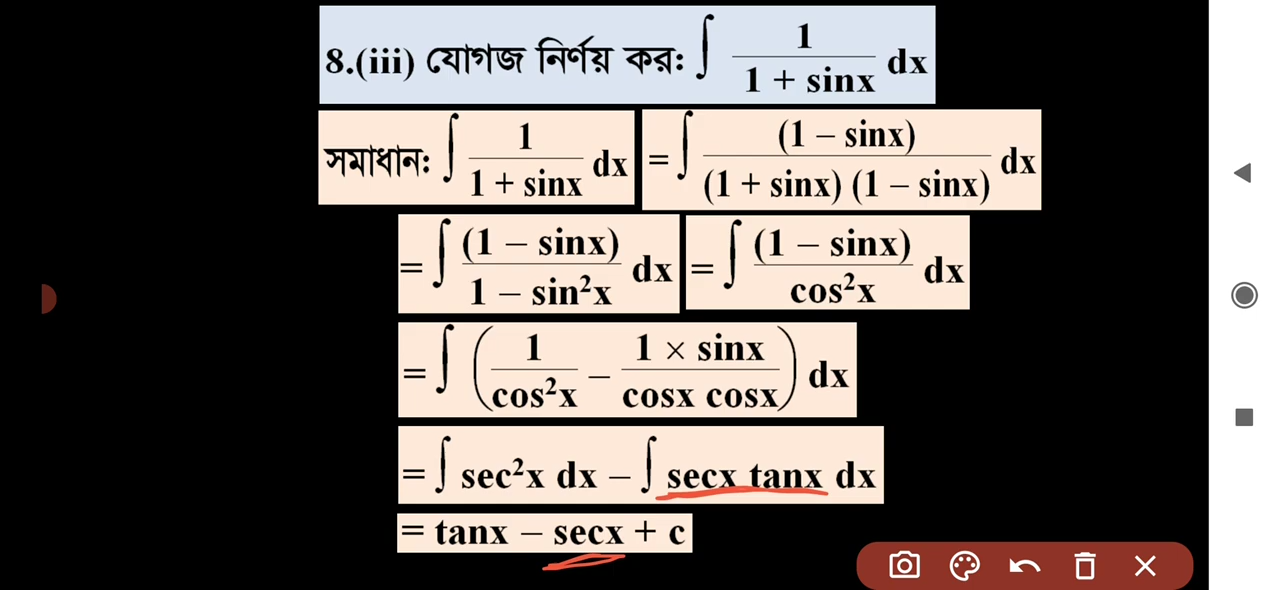 8.(iii) যোগজ নির্ণয় কর: ∫ 1/(1 + sinx) dx
সমাধান: ∫ 1/(1 + sinx) dx = ∫ (1 – sinx)/((1 + sinx) (1 – sinx)) dx
= ∫ (1 – sinx)/(1 – sin²x) dx = ∫ (1 – sinx)/cos²x dx
= ∫ (1/cos²x – (1 × sinx)/(cosx cosx)) dx
= ∫ sec²x dx – ∫ secx tanx dx
= tanx – secx + c